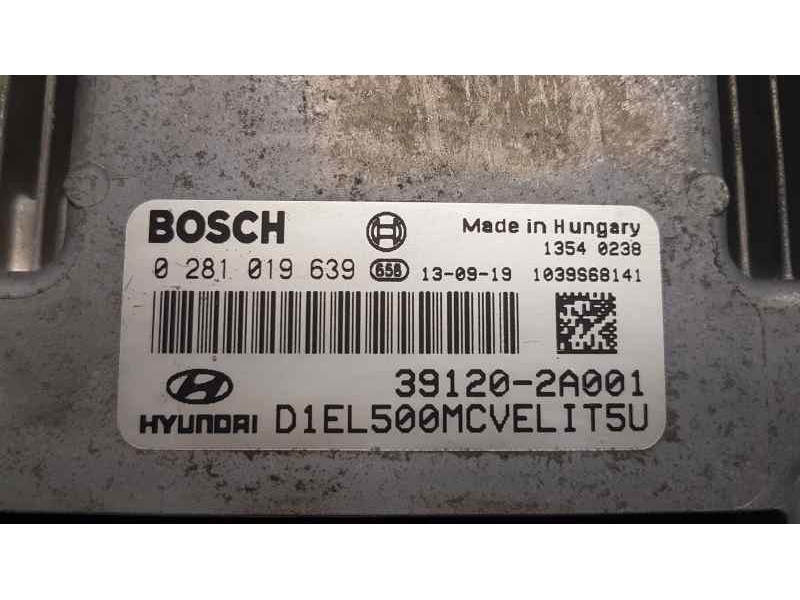 BOSCH
Made in Hungary
1354 0238
0 281 019 639 658 13-09-19 1039S68141
39120-2A001
HYUNDAI D1EL500MCVELIT5U